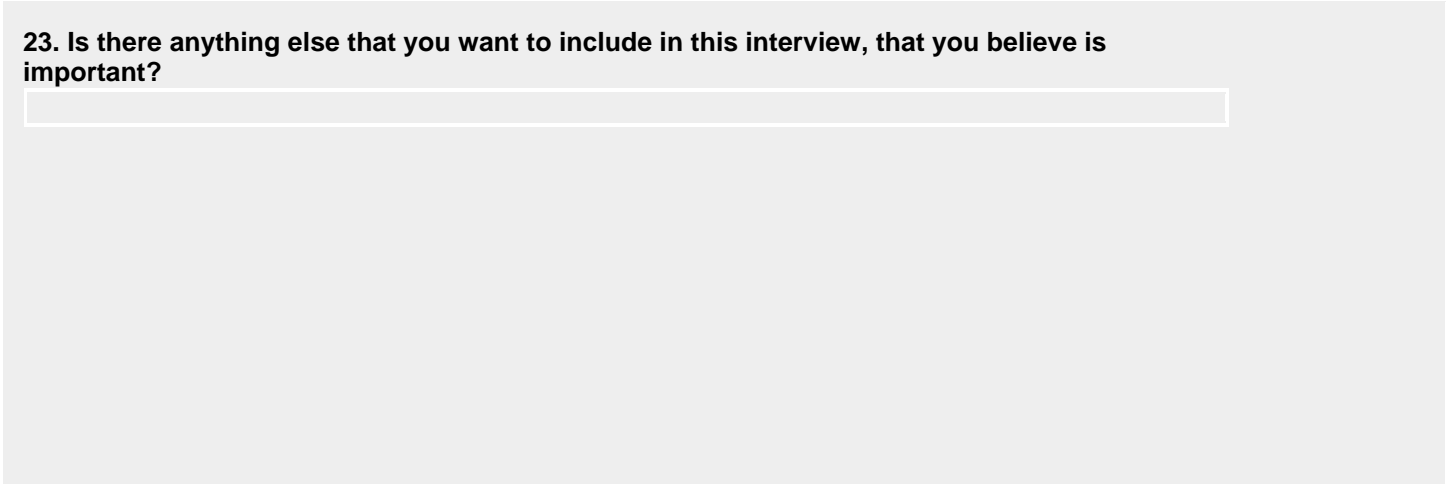 23. Is there anything else that you want to include in this interview, that you believe is
important?